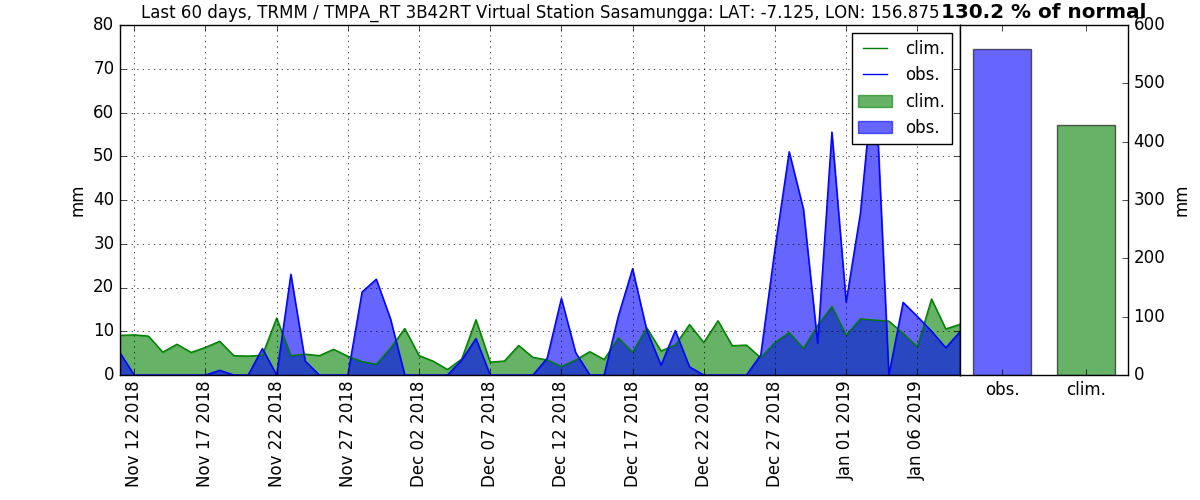 Last 60 days, TRMM / TMPA_RT 3B42RT Virtual Station Sasamungga: LAT: -7.125, LON: 156.875
130.2 % of normal
80
70
60
50
40
30
20
10
0
mm
clim.
obs.
clim.
obs.
Nov 12 2018
Nov 17 2018
Nov 22 2018
Nov 27 2018
Dec 02 2018
Dec 07 2018
Dec 12 2018
Dec 17 2018
Dec 22 2018
Dec 27 2018
Jan 01 2019
Jan 06 2019
600
500
400
300
200
100
0
mm
obs.
clim.